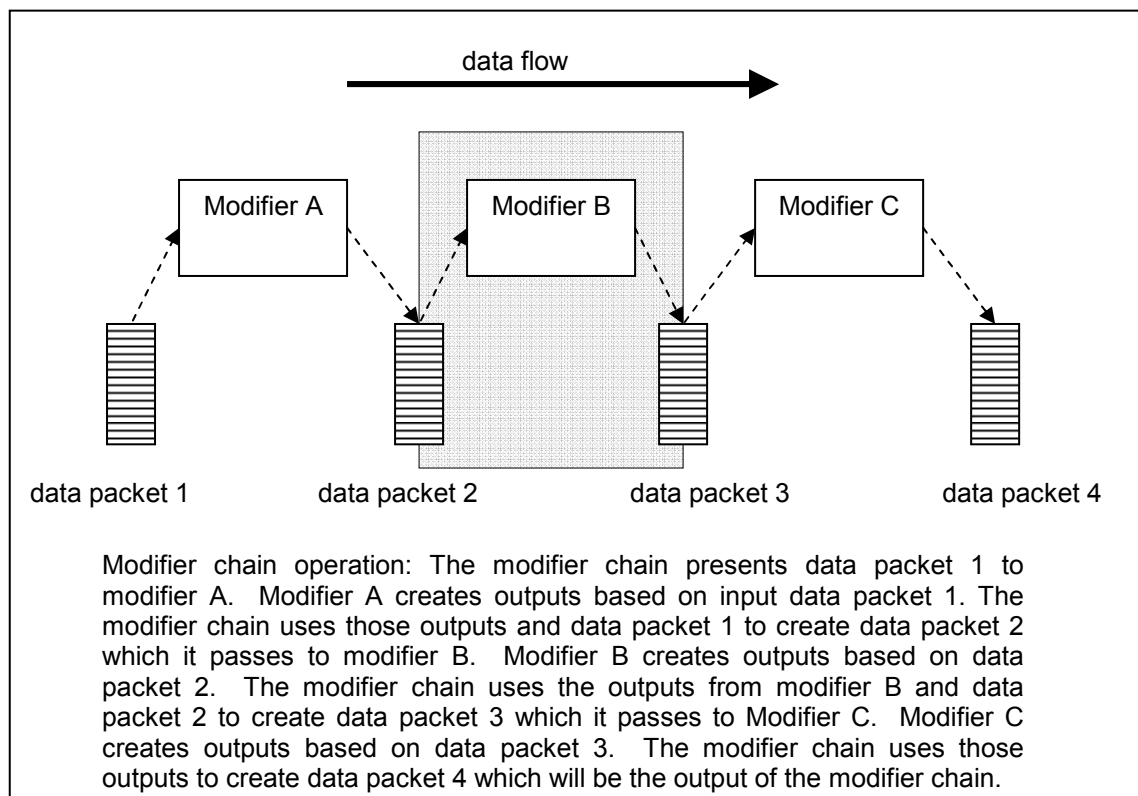 data flow
Modifier A
Modifier B
Modifier C
data packet 1
data packet 2
data packet 3
data packet 4
Modifier chain operation: The modifier chain presents data packet 1 to
modifier A. Modifier A creates outputs based on input data packet 1. The
modifier chain uses those outputs and data packet 1 to create data packet 2
which it passes to modifier B. Modifier B creates outputs based on data
packet 2. The modifier chain uses the outputs from modifier B and data
packet 2 to create data packet 3 which it passes to Modifier C. Modifier C
creates outputs based on data packet 3. The modifier chain uses those
outputs to create data packet 4 which will be the output of the modifier chain.